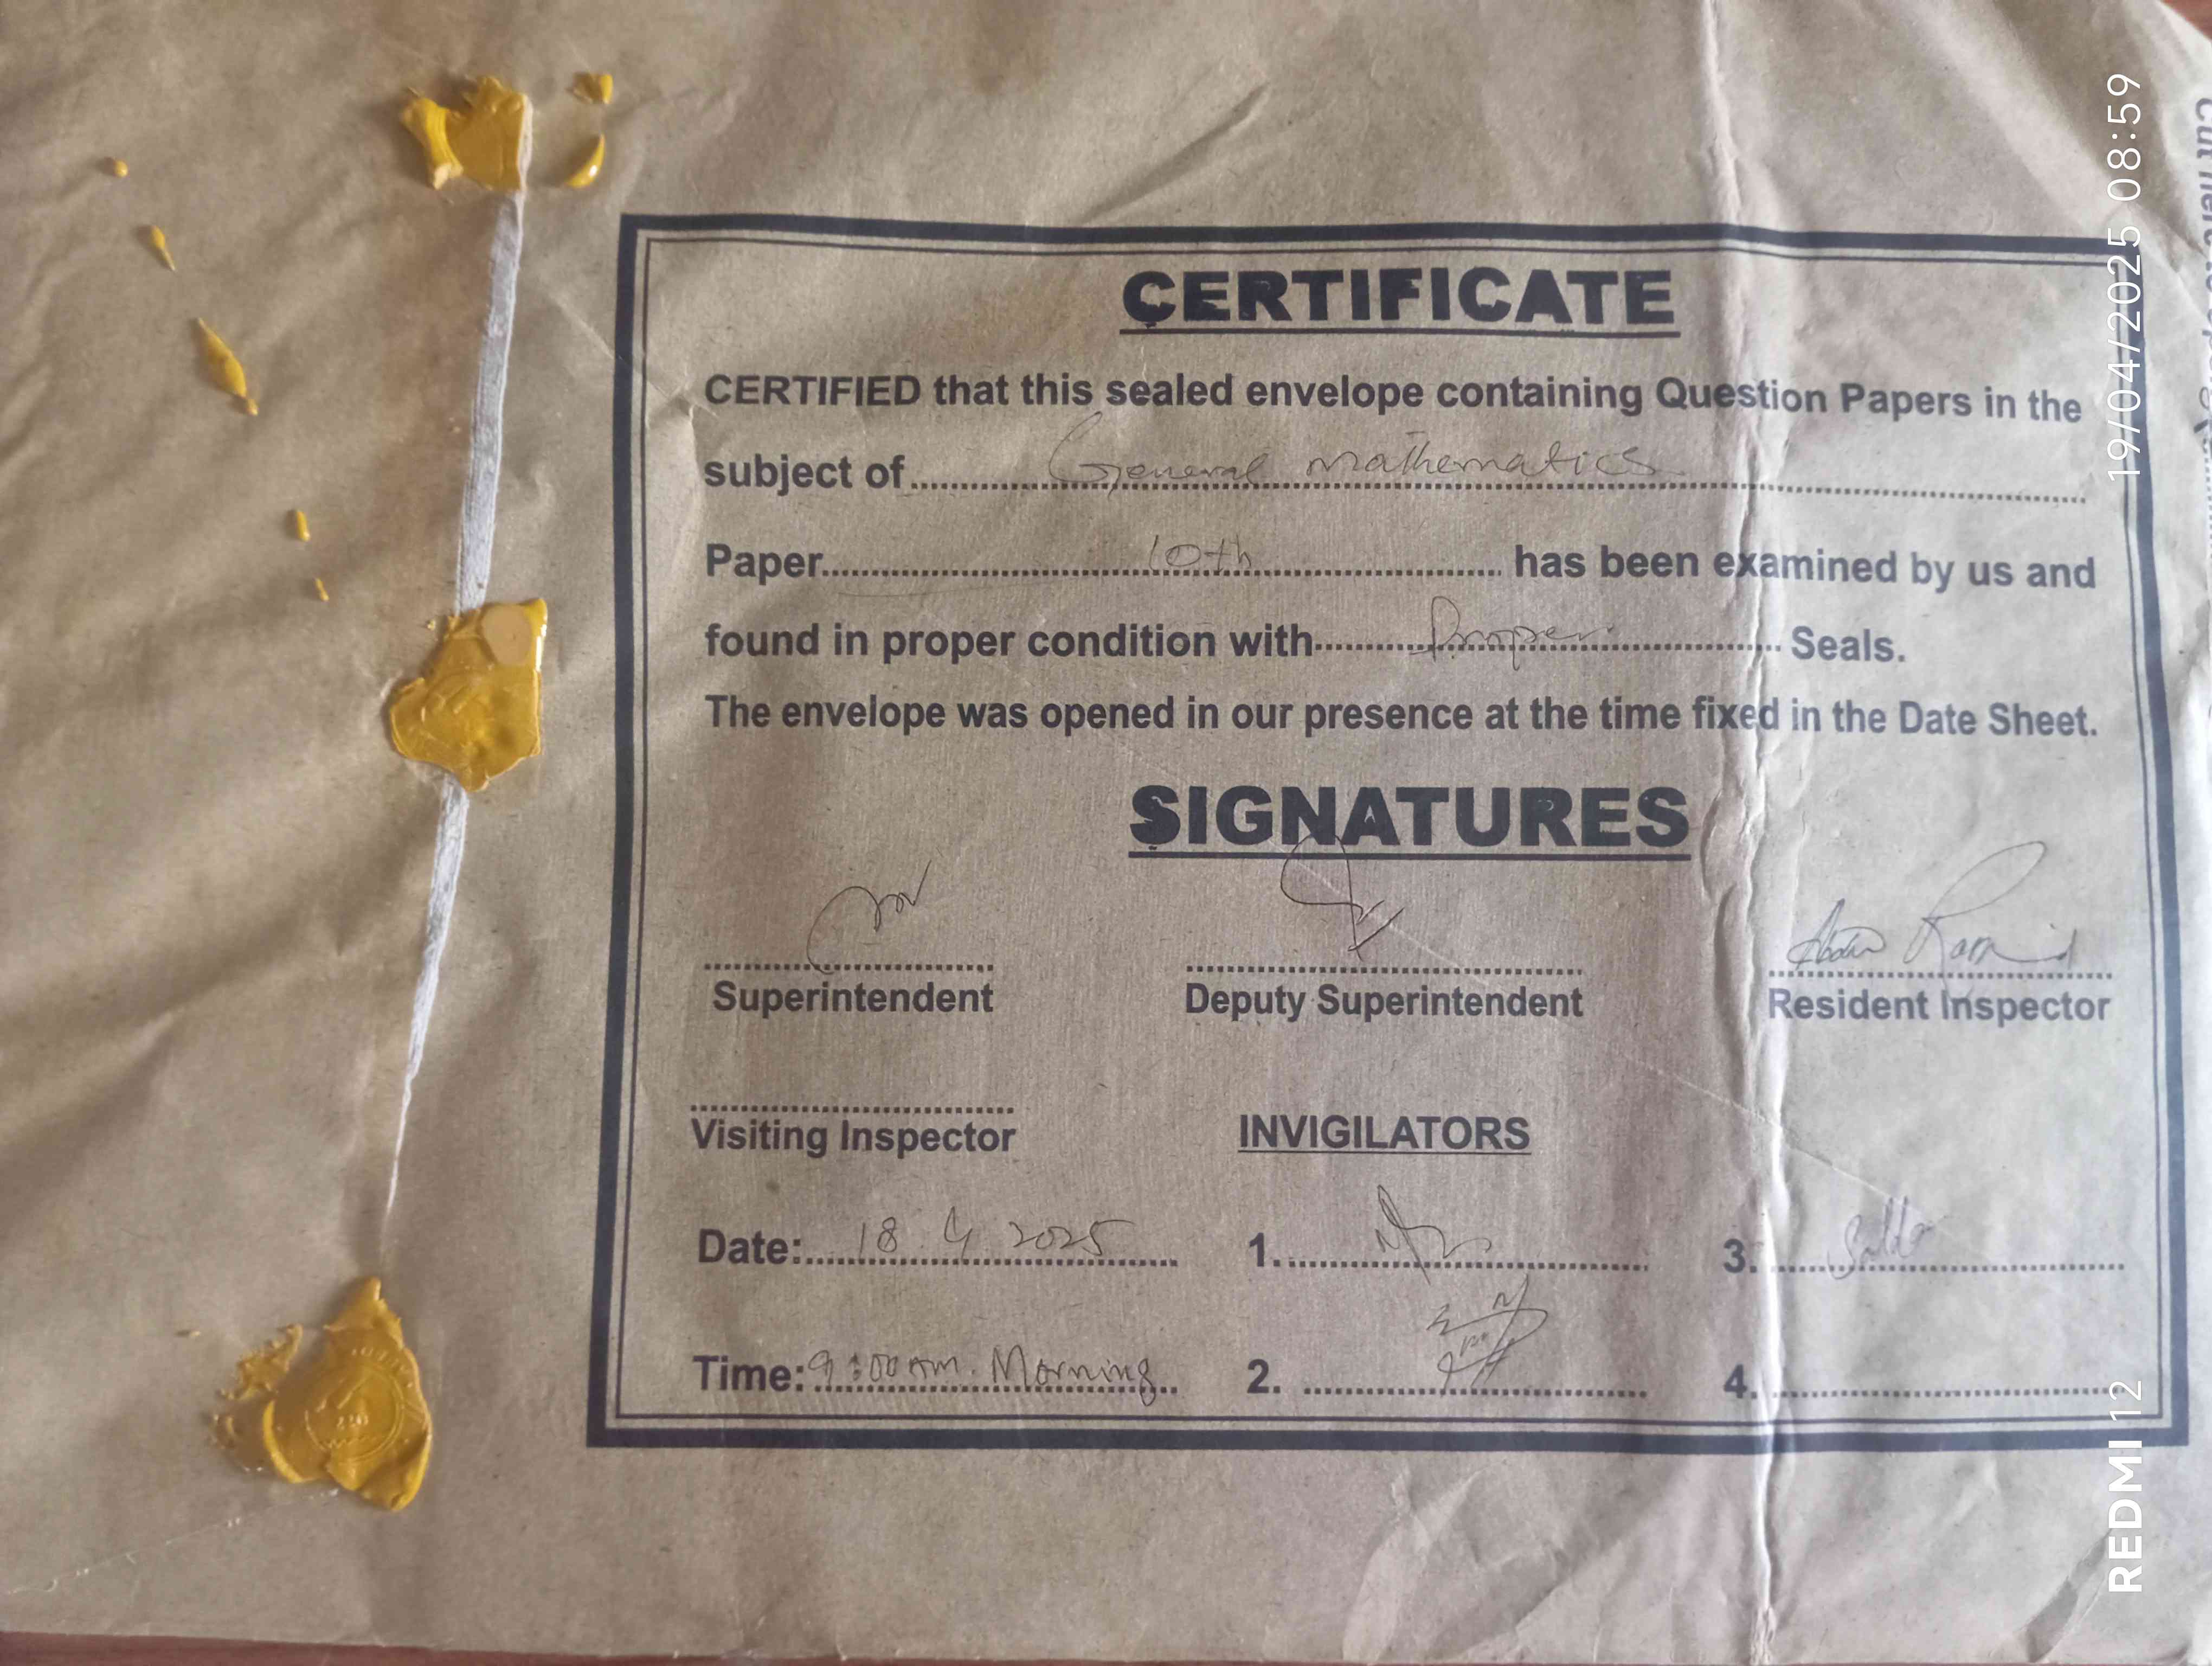 CERTIFICATE
CERTIFIED that this sealed envelope containing Question Papers in the
subject of General mathematics
Paper 10th has been examined by us and
found in proper condition with Proper Seals.
The envelope was opened in our presence at the time fixed in the Date Sheet.
SIGNATURES
Superintendent
Deputy Superintendent
Resident Inspector
Visiting Inspector
INVIGILATORS
Date: 18 4 2025
1.
3.
Time: 9:00 am. Morning
2.
4.
19/04/2025 08:59
REDMI 12